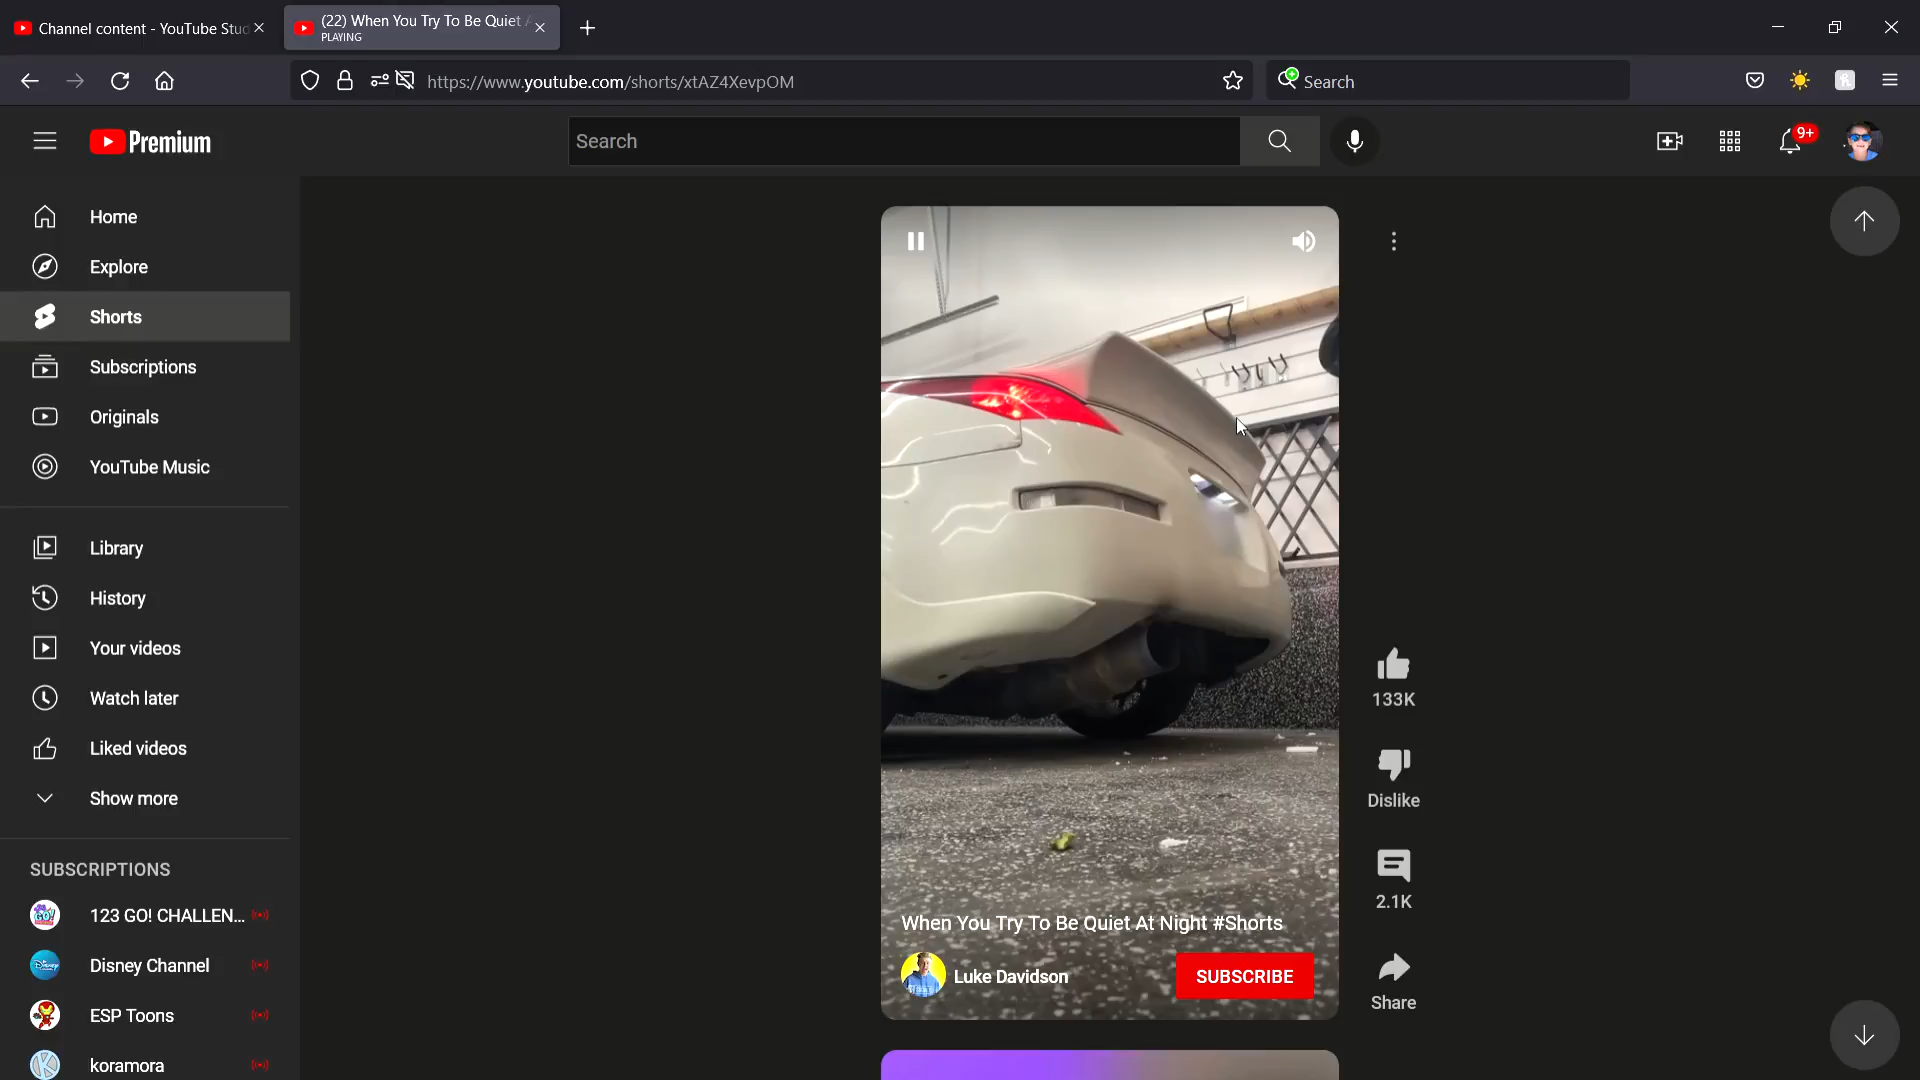 Channel content - YouTube Stud
(22) When You Try To Be Quiet A
PLAYING
https://www.youtube.com/shorts/xtAZ4XevpOM
Search
Premium
Search
9+
Home
Explore
Shorts
Subscriptions
Originals
YouTube Music
Library
History
Your videos
Watch later
Liked videos
Show more
SUBSCRIPTIONS
123 GO! CHALLEN...
Disney Channel
ESP Toons
koramora
133K
Dislike
2.1K
Share
When You Try To Be Quiet At Night #Shorts
Luke Davidson
SUBSCRIBE